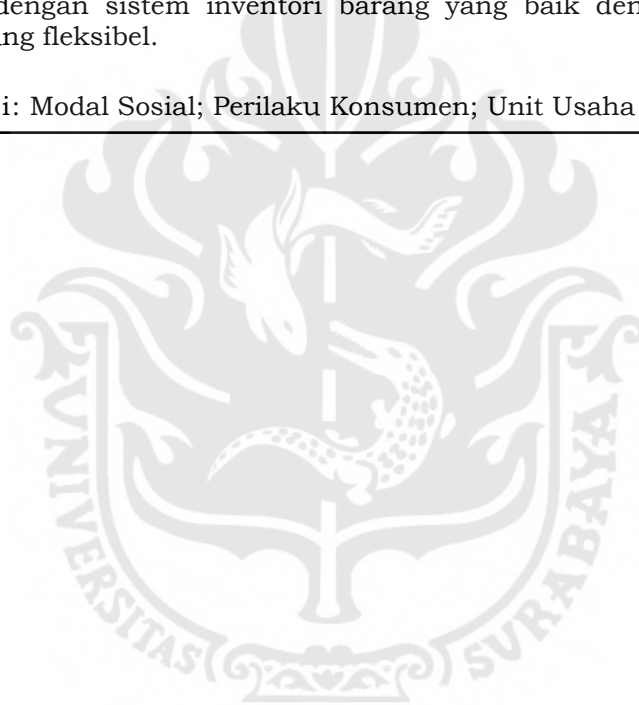 dengan sistem inventori barang yang baik den
ng fleksibel.
i: Modal Sosial; Perilaku Konsumen; Unit Usaha
UNIVERSITAS SURABAYA